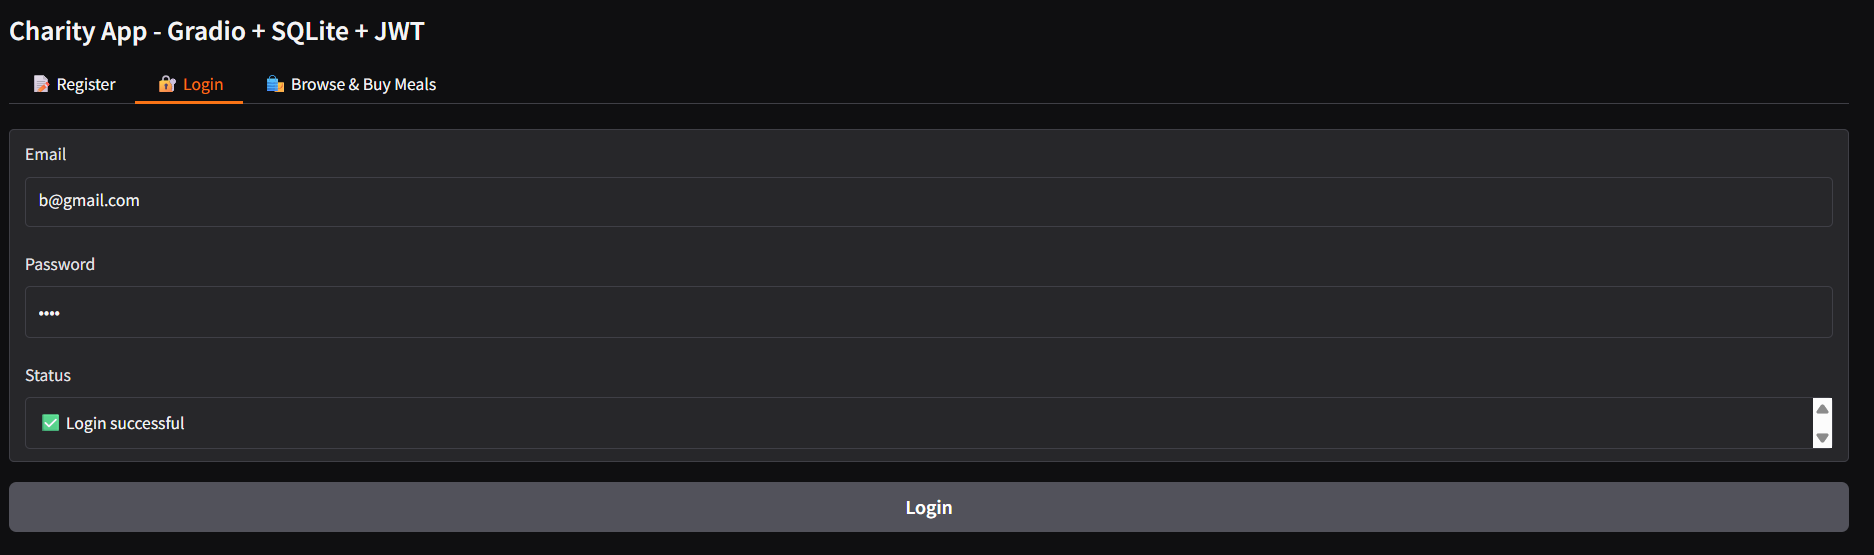 Charity App - Gradio + SQLite + JWT
📝 Register 🔐 Login 🛍️ Browse & Buy Meals
Email
b@gmail.com
Password
••••
Status
✅ Login successful
Login